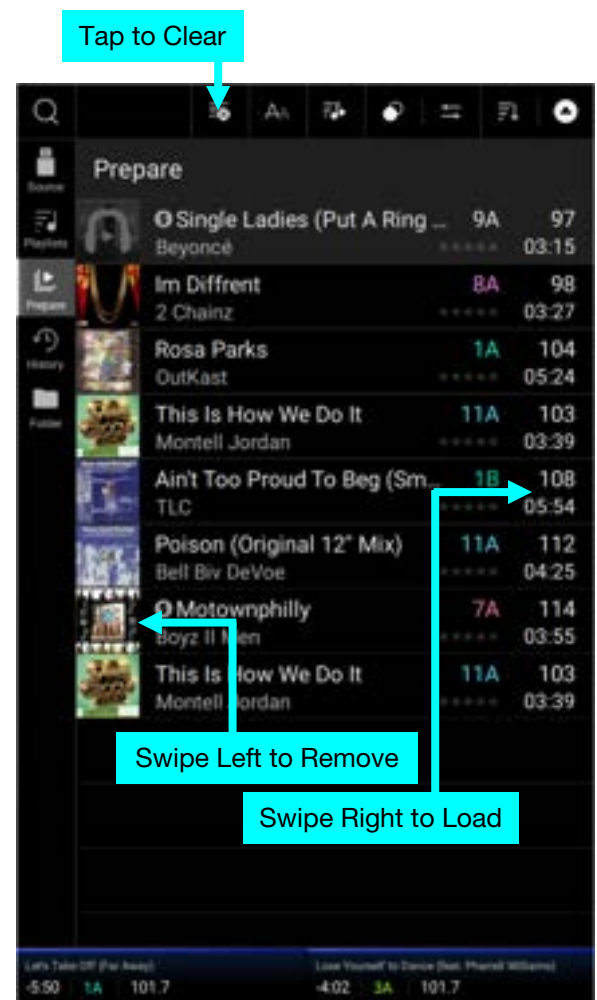 Tap to Clear
Source
Playlists
Prepare
History
Folder
Prepare
Single Ladies (Put A Ring ... 9A 97
Beyoncé 03:15
Im Diffrent 8A 98
2 Chainz 03:27
Rosa Parks 1A 104
OutKast 05:24
This Is How We Do It 11A 103
Montell Jordan 03:39
Ain't Too Proud To Beg (Sm... 1B 108
TLC 05:54
Poison (Original 12" Mix) 11A 112
Bell Biv DeVoe 04:25
Motownphilly 7A 114
Boyz II Men 03:55
This Is How We Do It 11A 103
Montell Jordan 03:39
Swipe Left to Remove
Swipe Right to Load
Let's Take Off (Far Away) Lose Yourself to Dance (feat. Pharrell Williams)
-5:50 1A 101.7 -4:02 3A 101.7